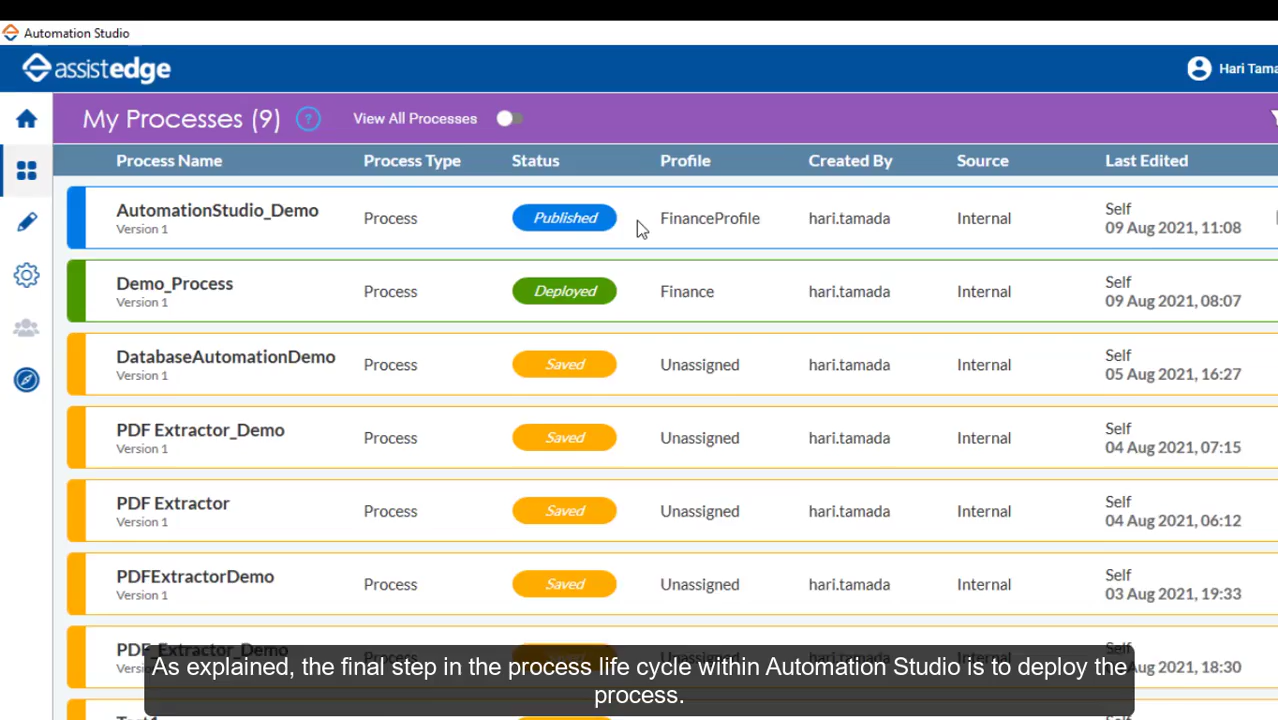 Automation Studio
assistedge
Hari Tama
My Processes (9) ? View All Processes
Process Name Process Type Status Profile Created By Source Last Edited
AutomationStudio_Demo
Version 1
Process Published FinanceProfile hari.tamada Internal
Self
09 Aug 2021, 11:08
Demo_Process
Version 1
Process Deployed Finance hari.tamada Internal
Self
09 Aug 2021, 08:07
DatabaseAutomationDemo
Version 1
Process Saved Unassigned hari.tamada Internal
Self
05 Aug 2021, 16:27
PDF Extractor_Demo
Version 1
Process Saved Unassigned hari.tamada Internal
Self
04 Aug 2021, 07:15
PDF Extractor
Version 1
Process Saved Unassigned hari.tamada Internal
Self
04 Aug 2021, 06:12
PDFExtractorDemo
Version 1
Process Saved Unassigned hari.tamada Internal
Self
03 Aug 2021, 19:33
PDF_Extractor_Demo
Self
18:30
As explained, the final step in the process life cycle within Automation Studio is to deploy the
process.